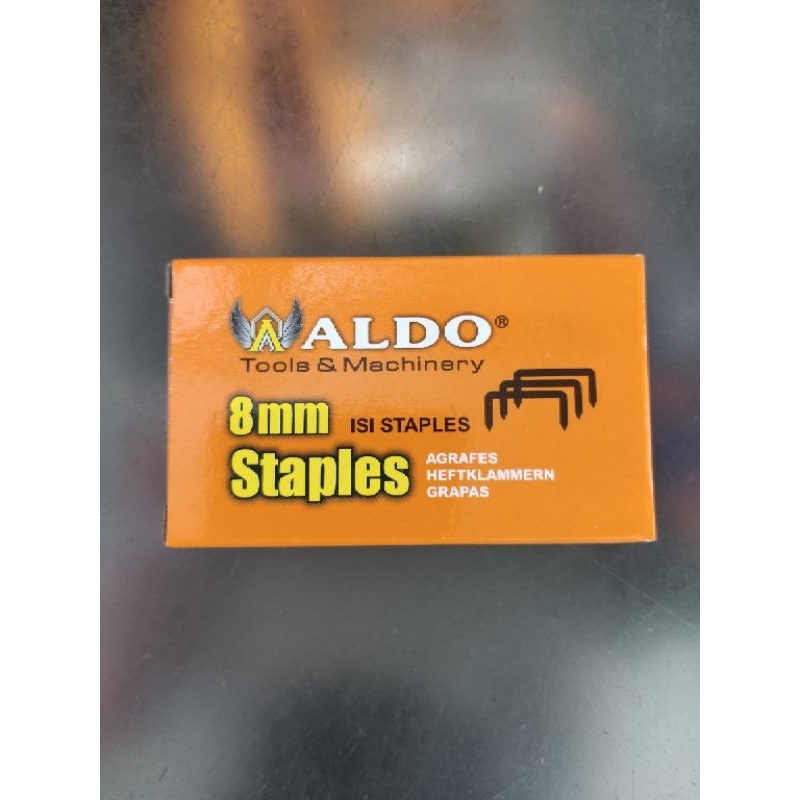 ALDO®
Tools & Machinery
8mm ISI STAPLES
Staples
AGRAFES
HEFTKLAMMERN
GRAPAS